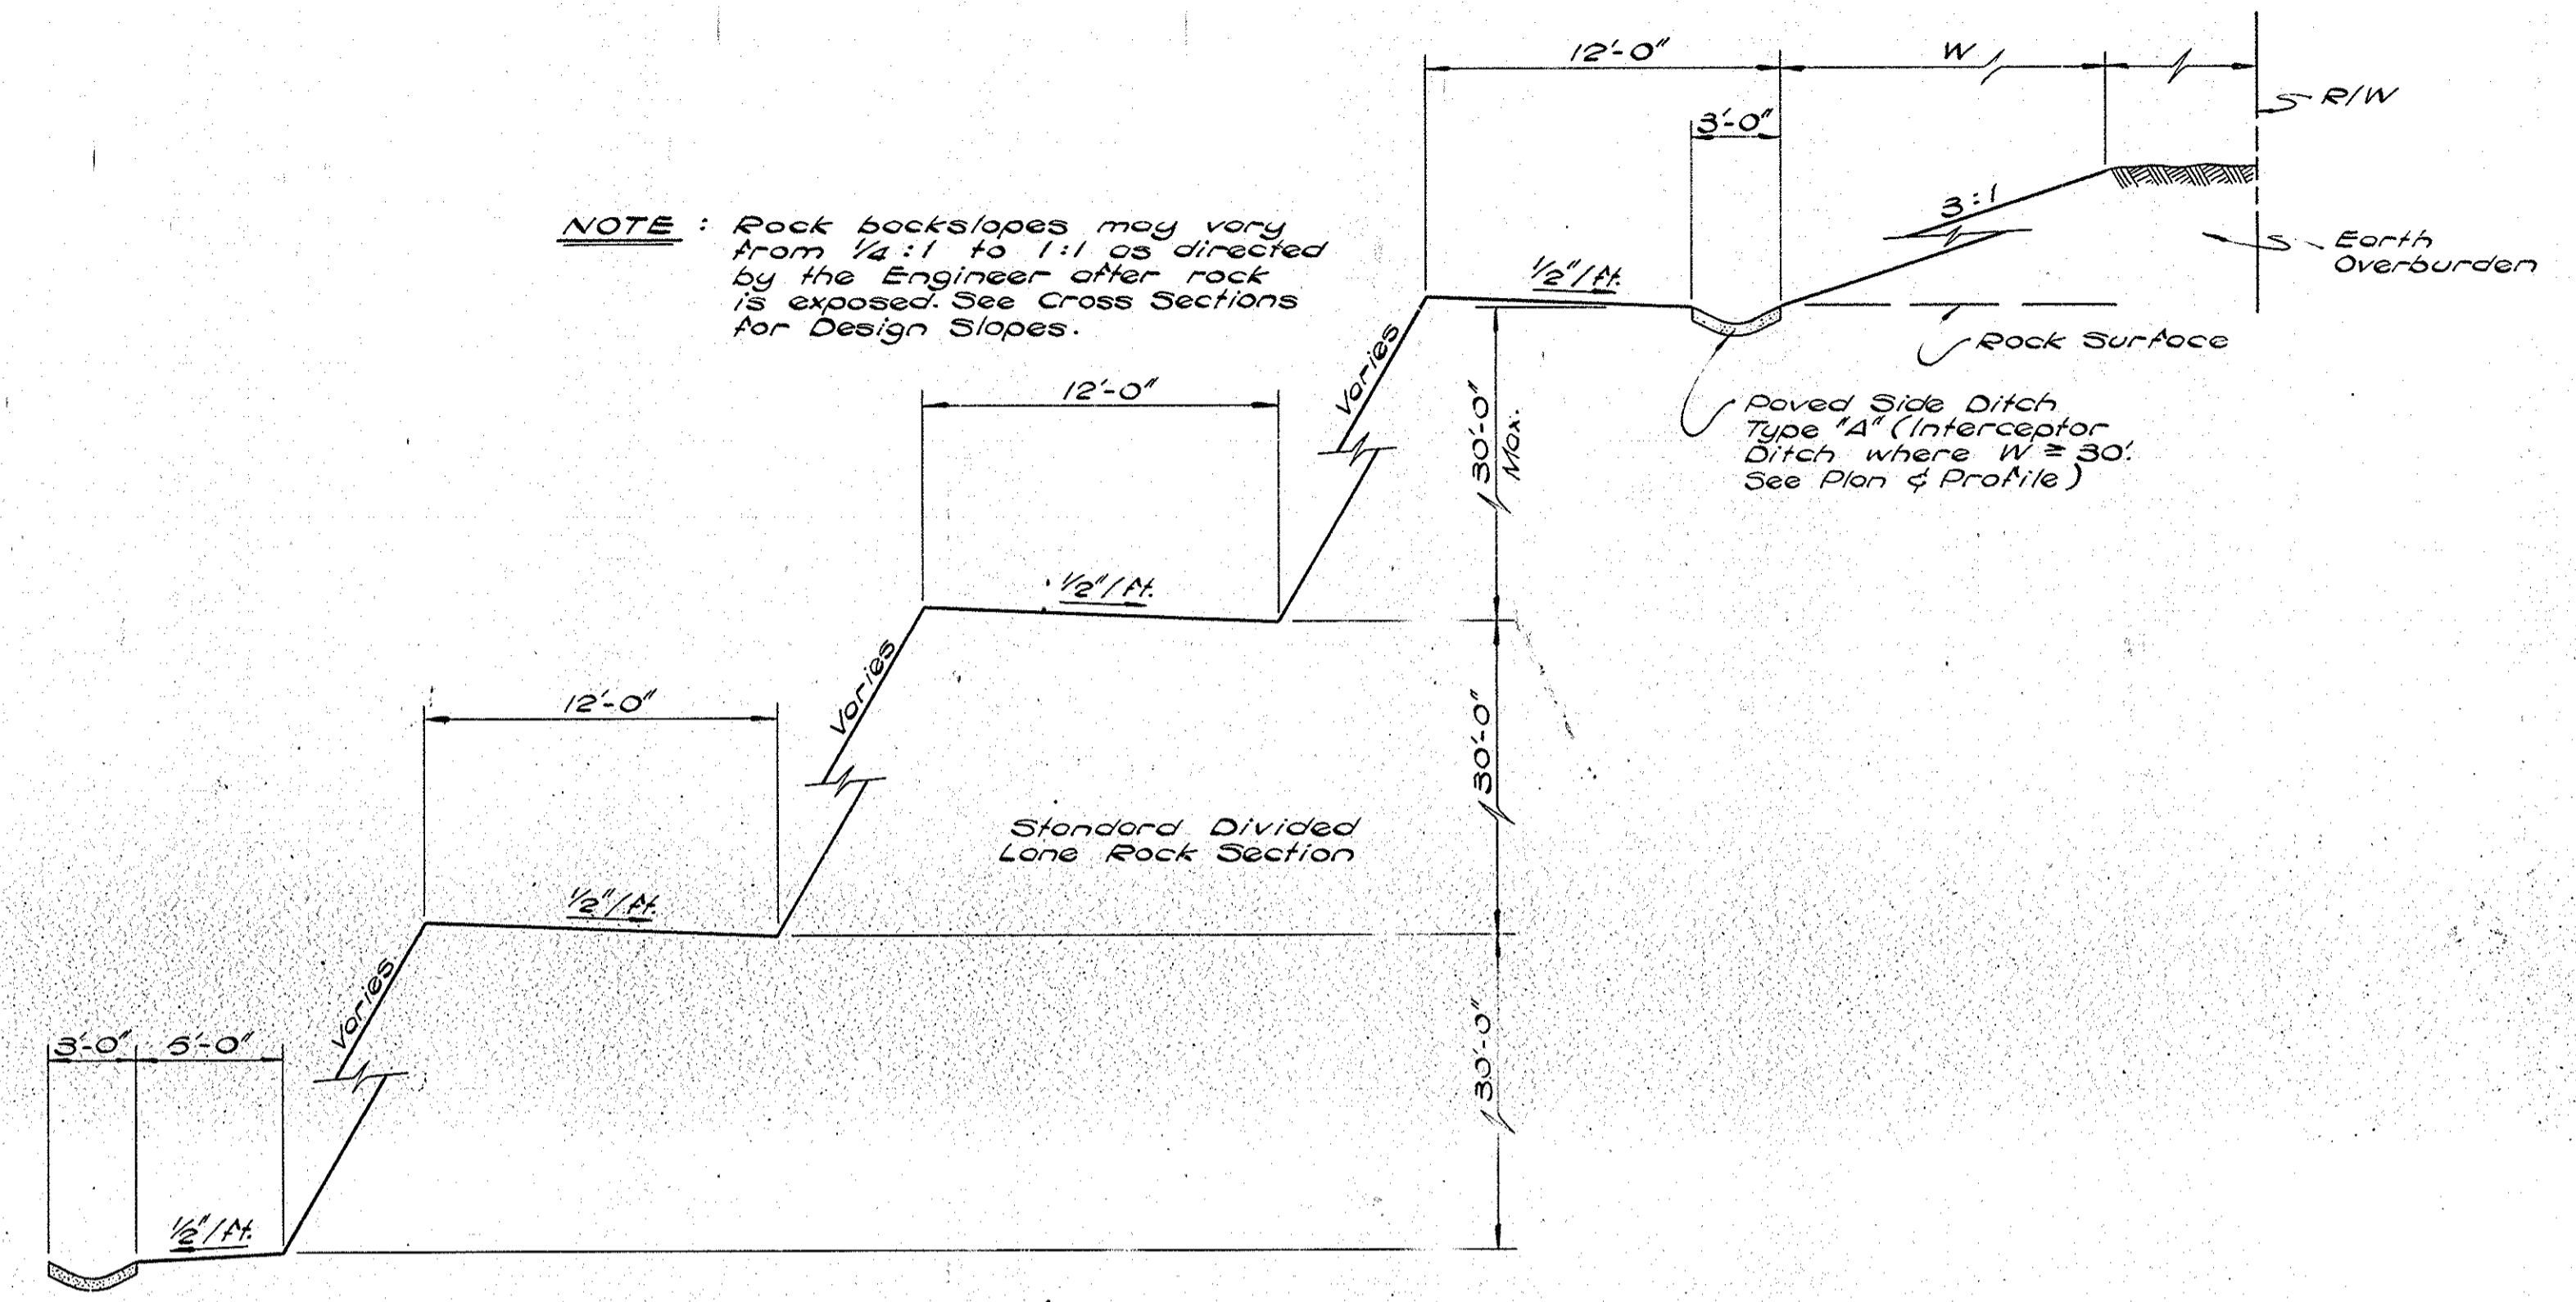 12'-0"
W
R/W
3'-0"
3:1
NOTE : Rock backslopes may vary
from 1/4:1 to 1:1 as directed
by the Engineer after rock
is exposed. See Cross Sections
for Design Slopes.
Earth
Overburden
1/2"/ft.
Rock Surface
Varies
12'-0"
30'-0"
Max.
Paved Side Ditch
Type "A" (Interceptor
Ditch where W ≥ 30'.
See Plan & Profile)
1/2"/ft.
Varies
12'-0"
30'-0"
Standard Divided
Lane Rock Section
1/2"/ft.
Varies
3'-0"
5'-0"
30'-0"
1/2"/ft.